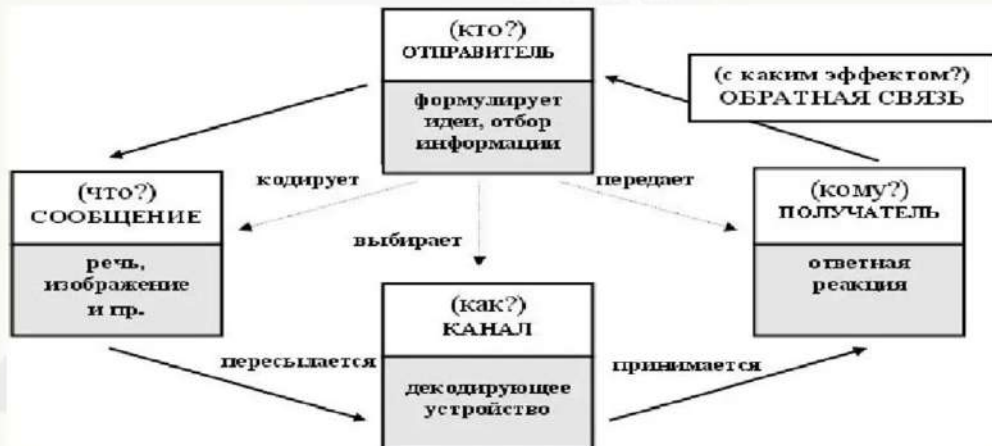 (кто?)
ОТПРАВИТЕЛЬ
формулирует
идеи, отбор
информации
(с каким эффектом?)
ОБРАТНАЯ СВЯЗЬ
кодирует
передает
(что?)
СООБЩЕНИЕ
речь,
изображение
и пр.
выбирает
(кому?)
ПОЛУЧАТЕЛЬ
ответная
реакция
(как?)
КАНАЛ
декодирующее
устройство
пересылается
принимается